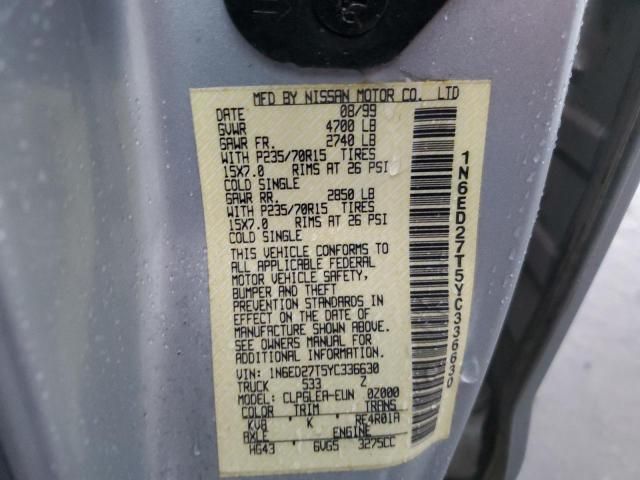 MFD BY NISSAN MOTOR CO. LTD
DATE 08/99
GVWR 4700 LB
GAWR FR. 2740 LB
WITH P235/70R15 TIRES
15X7.0 RIMS AT 26 PSI
COLD SINGLE
GAWR RR. 2850 LB
WITH P235/70R15 TIRES
15X7.0 RIMS AT 26 PSI
COLD SINGLE
THIS VEHICLE CONFORMS TO
ALL APPLICABLE FEDERAL
MOTOR VEHICLE SAFETY,
BUMPER AND THEFT
PREVENTION STANDARDS IN
EFFECT ON THE DATE OF
MANUFACTURE SHOWN ABOVE.
SEE OWNERS MANUAL FOR
ADDITIONAL INFORMATION.
VIN: 1N6ED27T5YC336630
TRUCK 533 Z
MODEL: CLPGLEA-EUN 0Z000
COLOR TRIM TRANS
KV8 K RE4R01A
AXLE ENGINE
HG43 6VG5 3275CC
1N6ED27T5YC336630